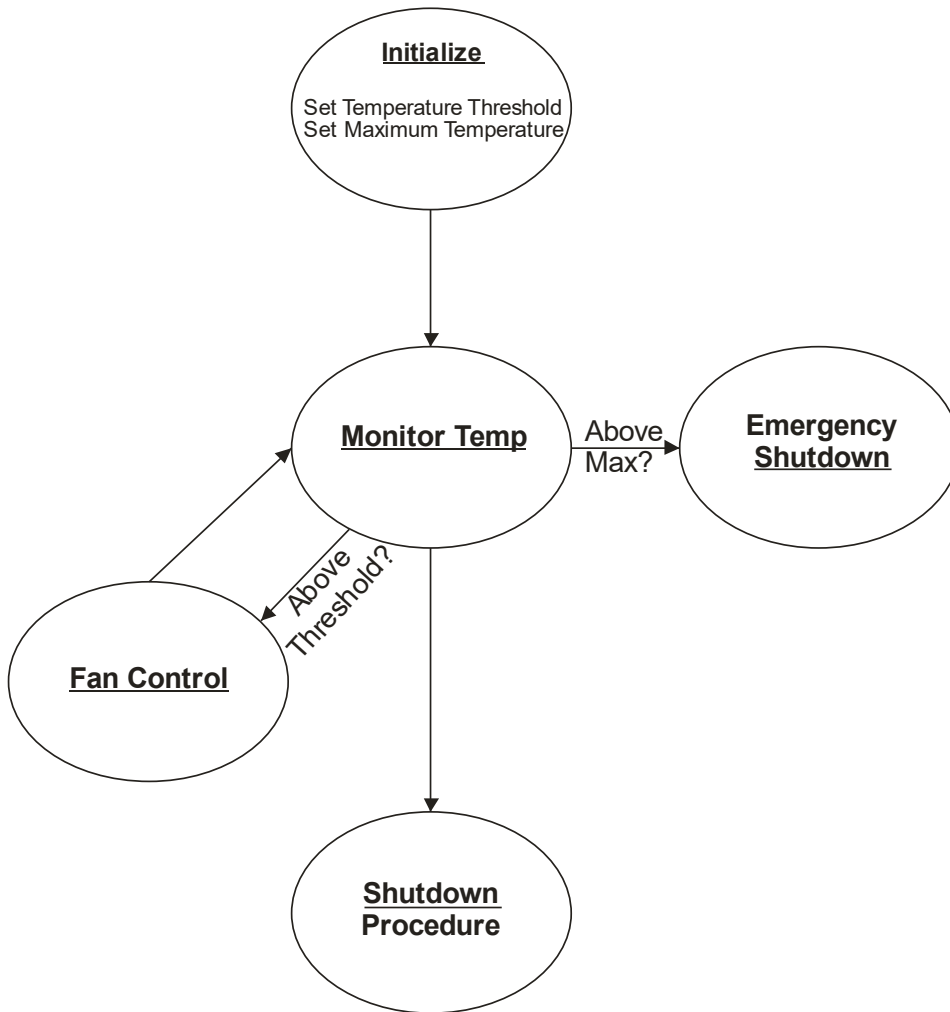 Initialize
Set Temperature Threshold
Set Maximum Temperature
Monitor Temp
Above
Max?
Emergency
Shutdown
Above
Threshold?
Fan Control
Shutdown
Procedure